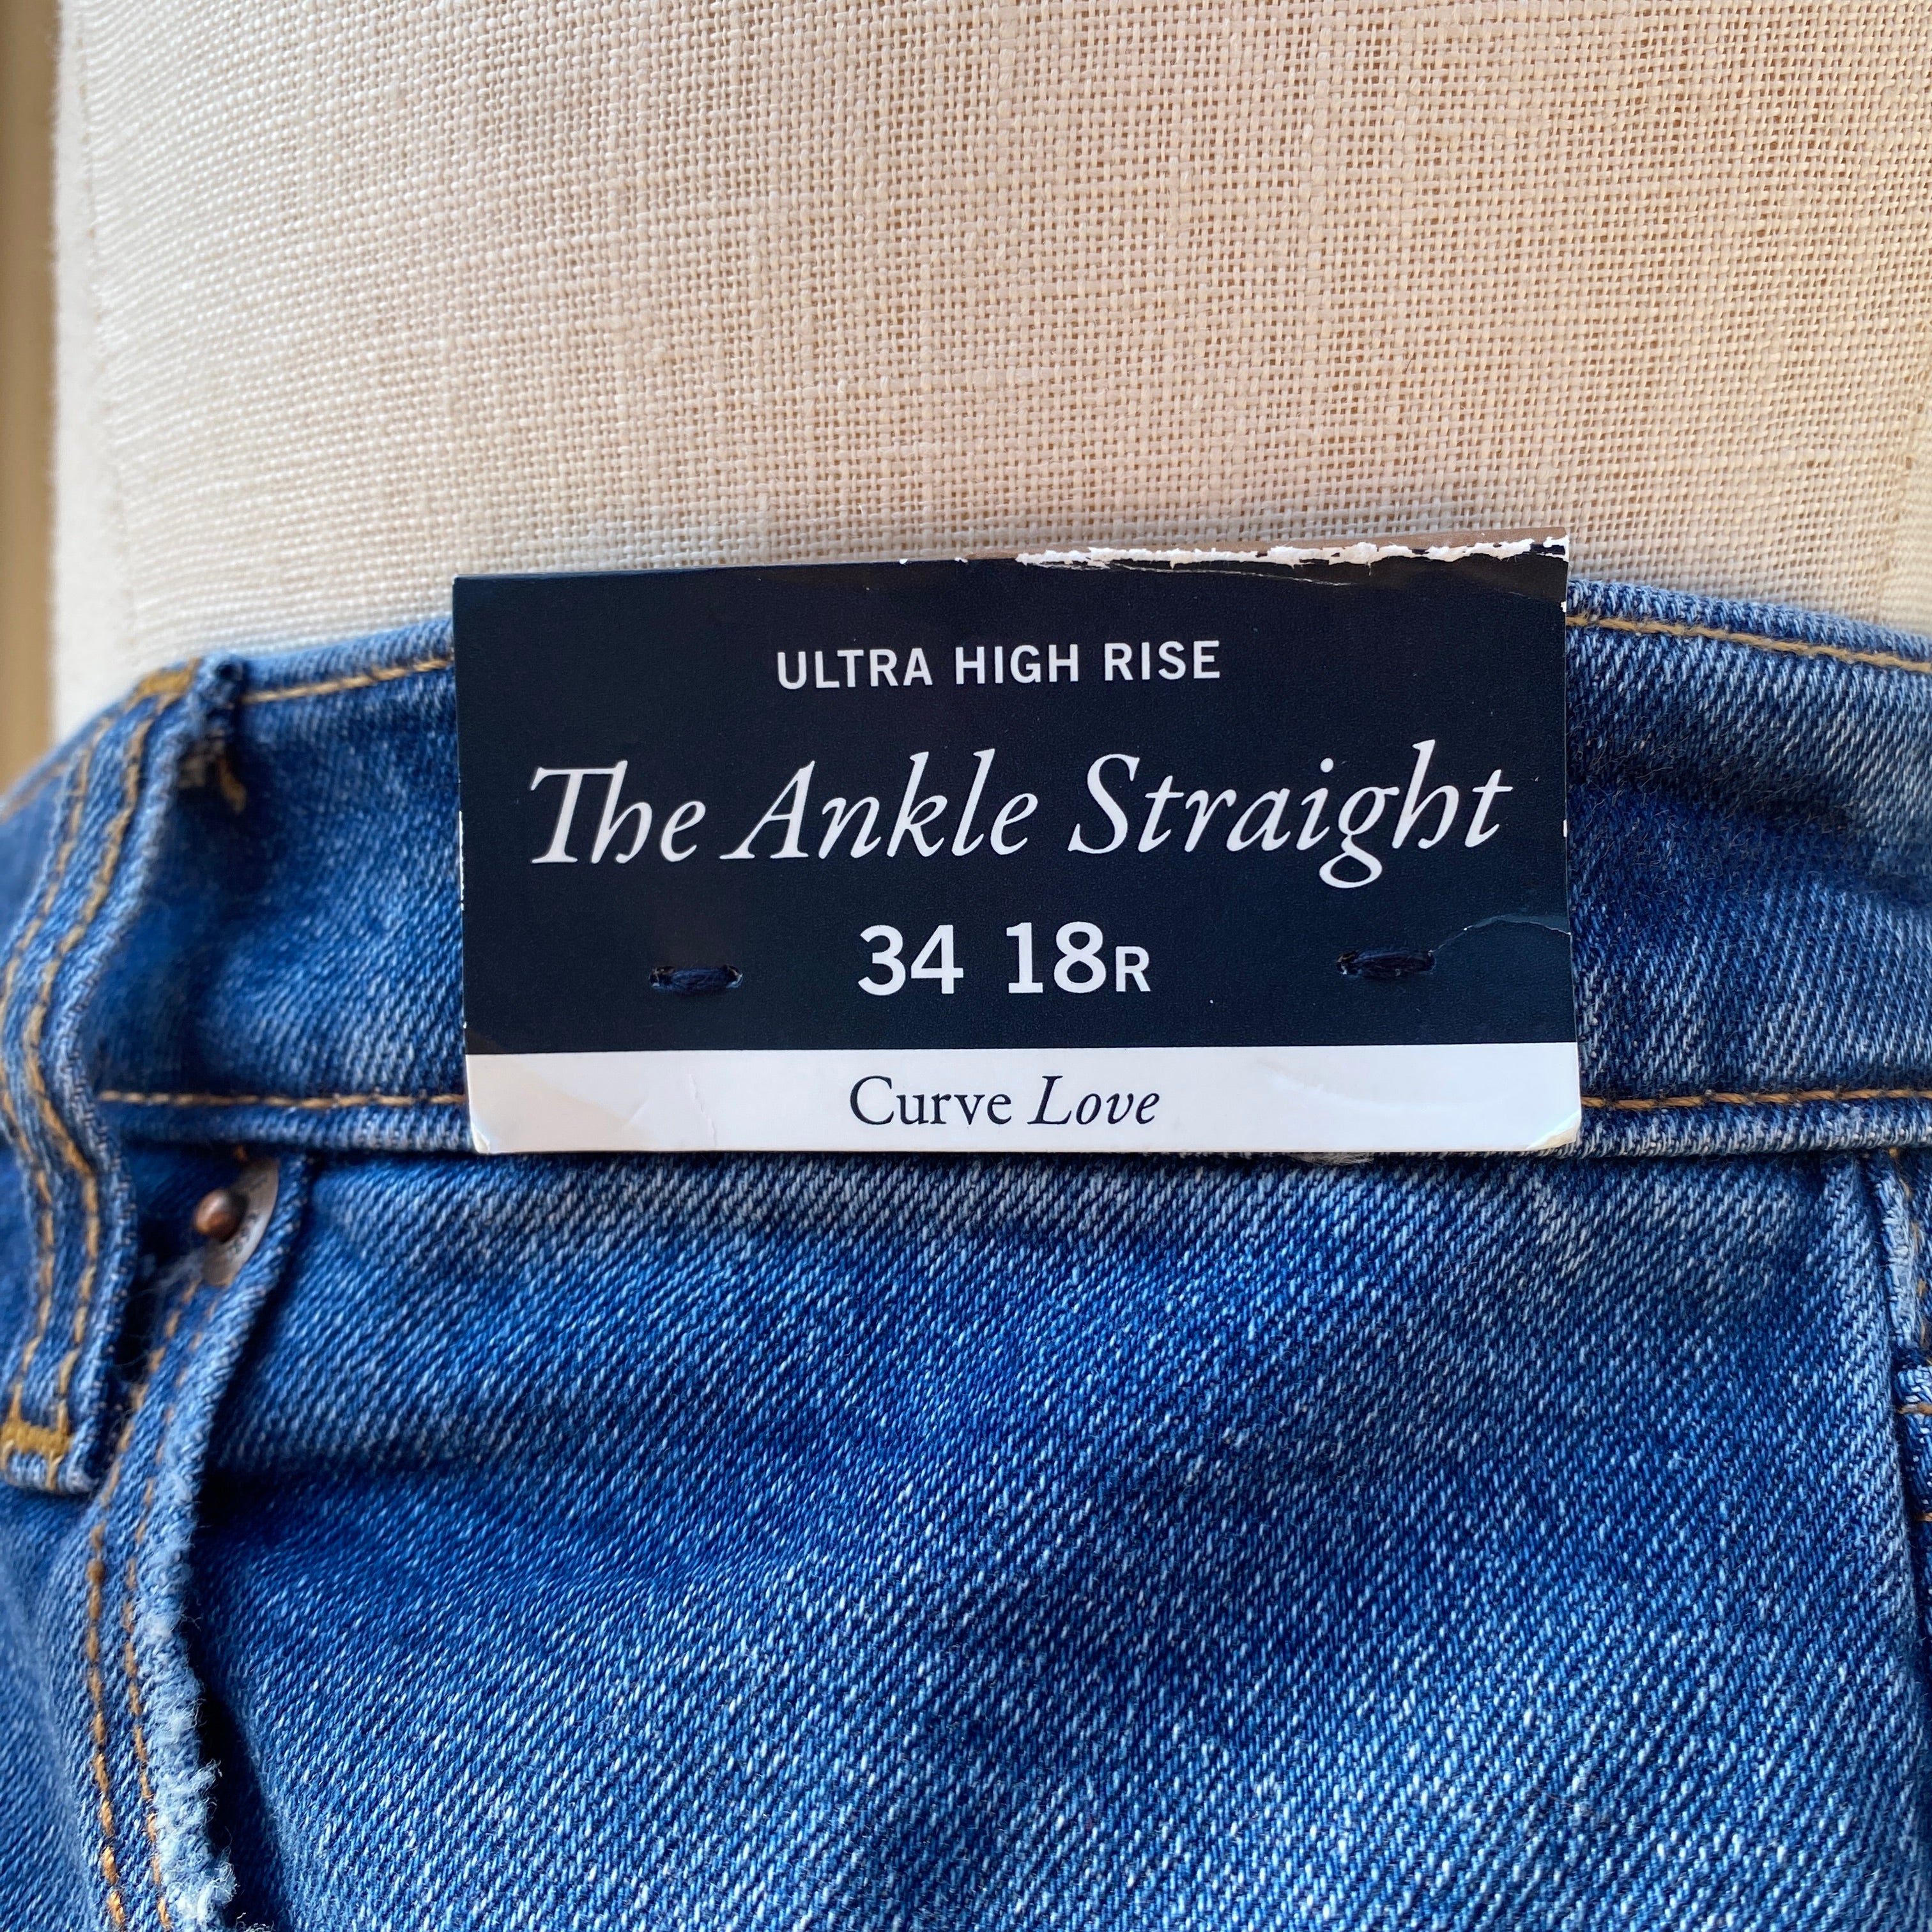 ULTRA HIGH RISE
The Ankle Straight
34 18R
Curve Love